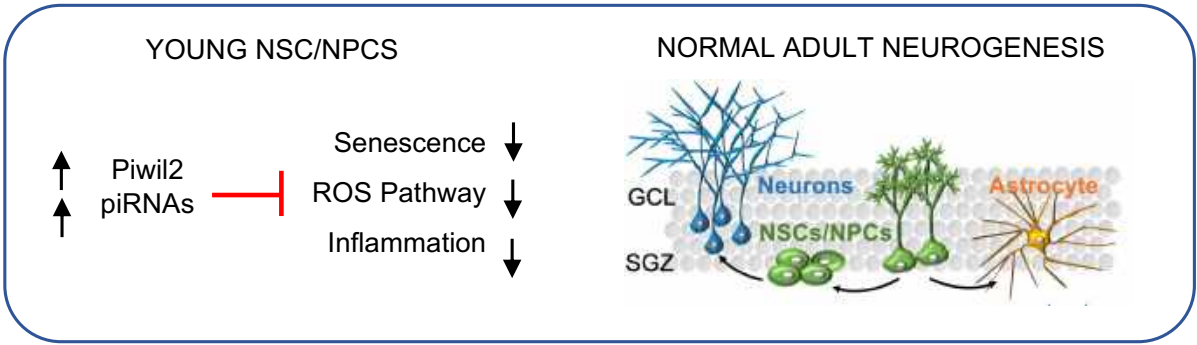 YOUNG NSC/NPCS
NORMAL ADULT NEUROGENESIS
Piwil2
piRNAs
Senescence
ROS Pathway
Inflammation
GCL
SGZ
Neurons
NSCs/NPCs
Astrocyte